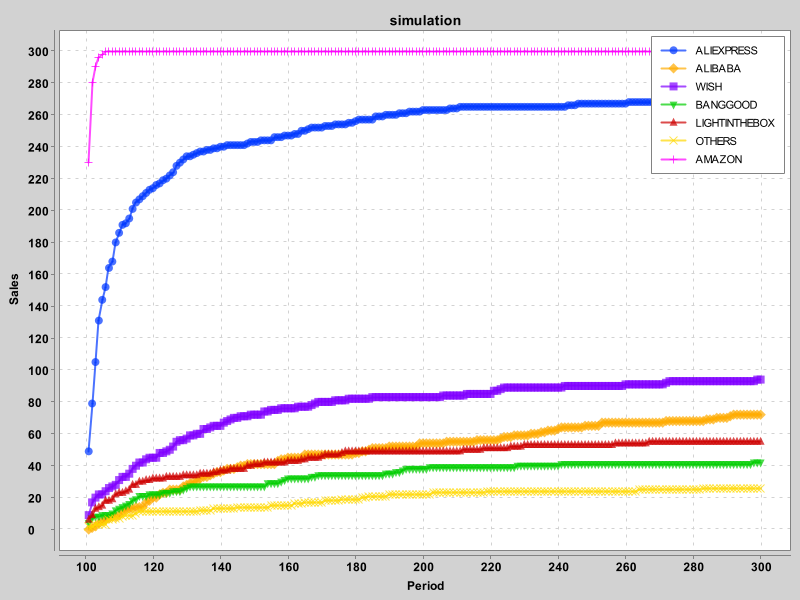 simulation
Sales
300
280
260
240
220
200
180
160
140
120
100
80
60
40
20
0
ALIEXPRESS
ALIBABA
WISH
BANGGOOD
LIGHTINTHEBOX
OTHERS
AMAZON
100 120 140 160 180 200 220 240 260 280 300
Period